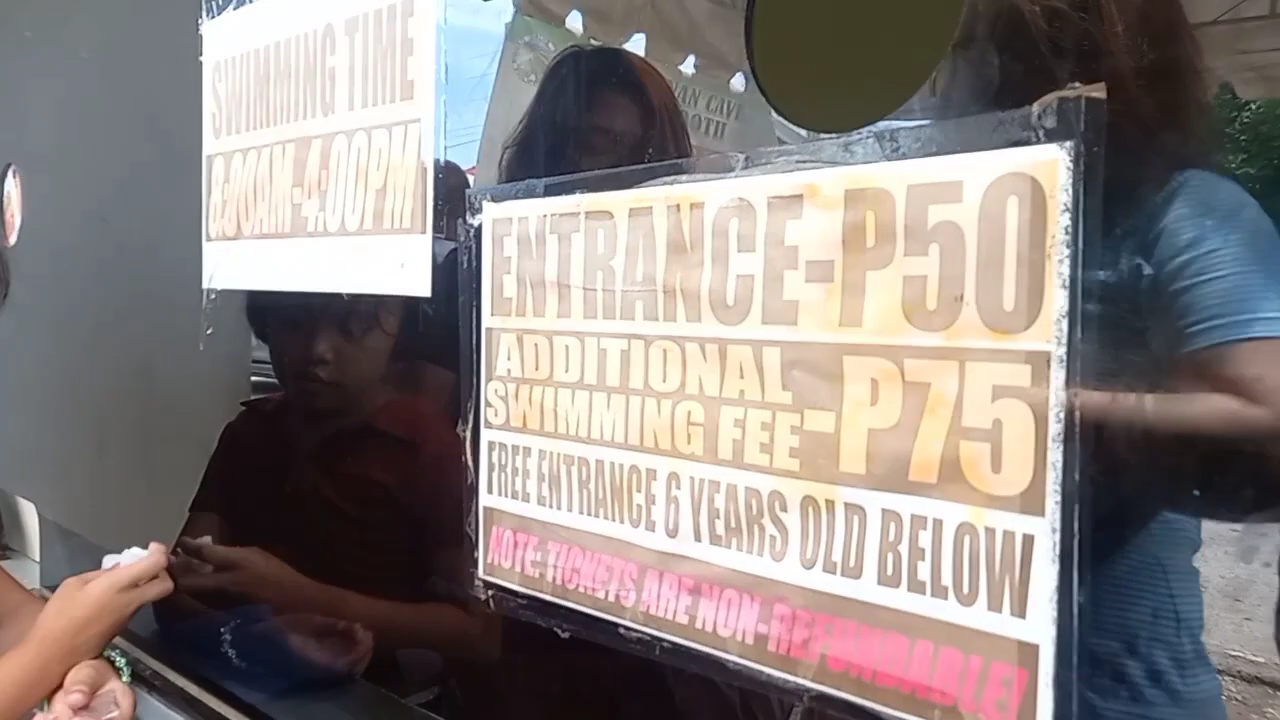 SWIMMING TIME
8:00AM-4:00PM
ENTRANCE-P50
ADDITIONAL
SWIMMING FEE-P75
FREE ENTRANCE 6 YEARS OLD BELOW
NOTE: TICKETS ARE NON-REFUNDABLE!
CAVE